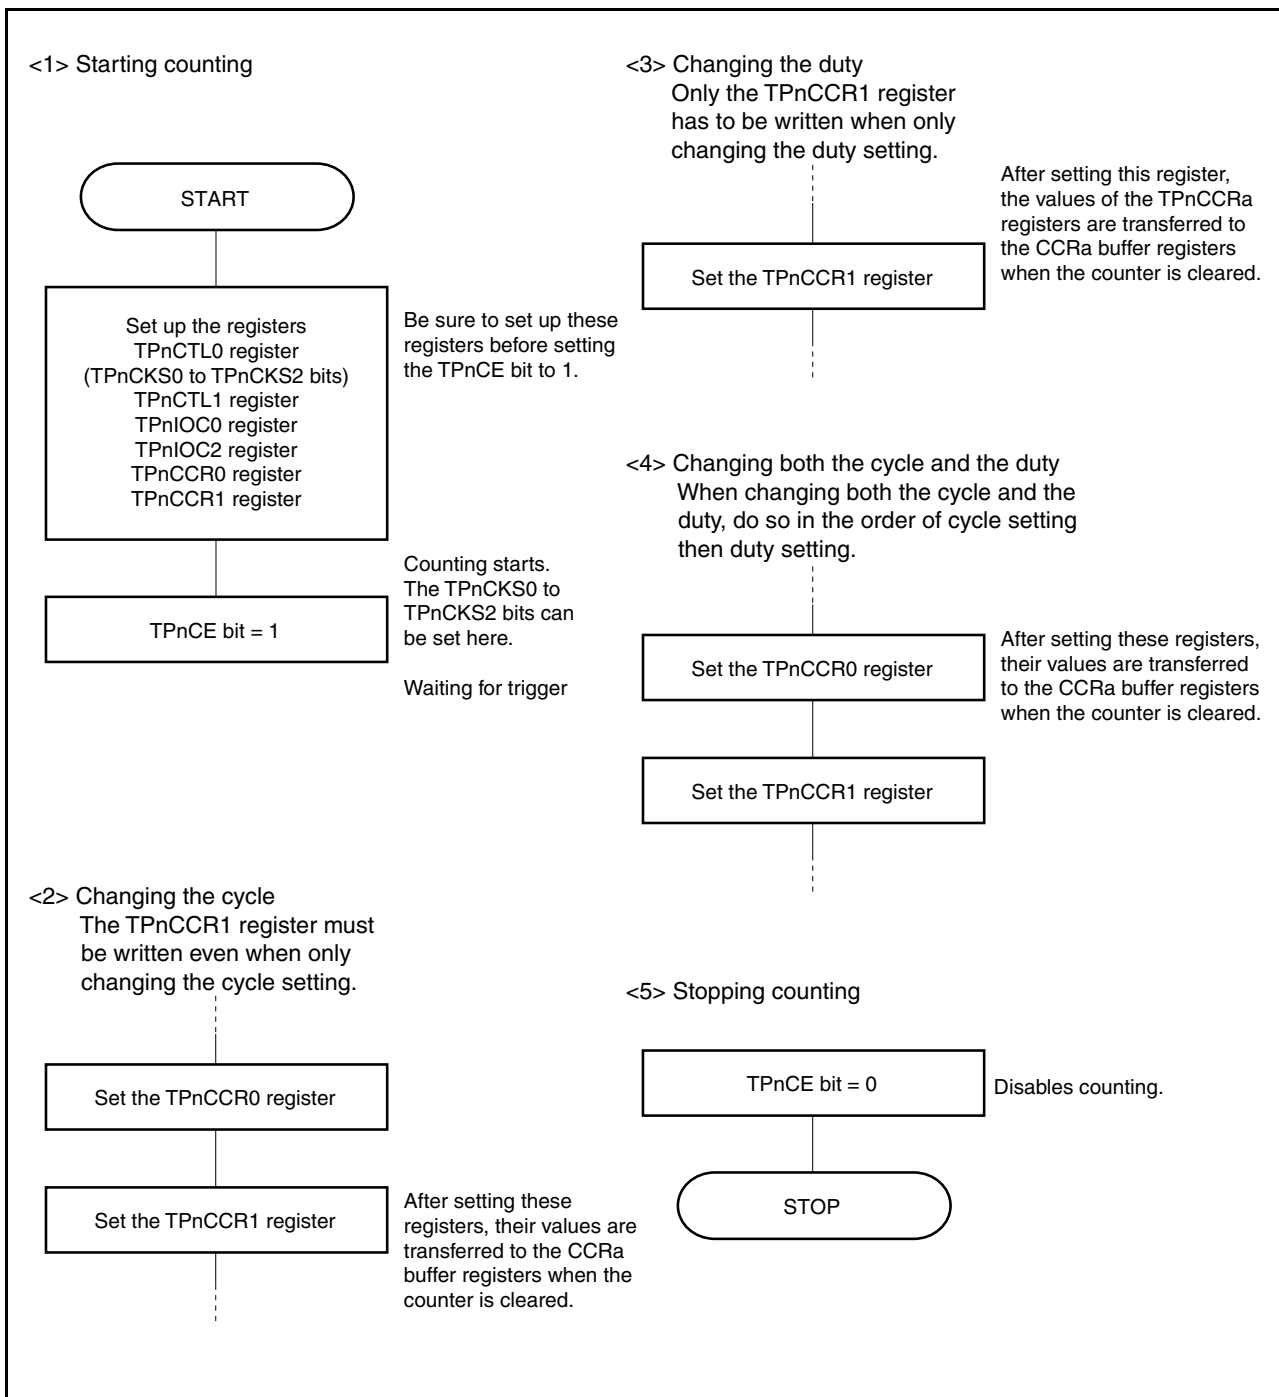 <1> Starting counting
START
Set up the registers
TPnCTL0 register
(TPnCKS0 to TPnCKS2 bits)
TPnCTL1 register
TPnIOC0 register
TPnIOC2 register
TPnCCR0 register
TPnCCR1 register
Be sure to set up these
registers before setting
the TPnCE bit to 1.
TPnCE bit = 1
Counting starts.
The TPnCKS0 to
TPnCKS2 bits can
be set here.
Waiting for trigger
<2> Changing the cycle
The TPnCCR1 register must
be written even when only
changing the cycle setting.
Set the TPnCCR0 register
Set the TPnCCR1 register
After setting these
registers, their values are
transferred to the CCRa
buffer registers when the
counter is cleared.
<3> Changing the duty
Only the TPnCCR1 register
has to be written when only
changing the duty setting.
Set the TPnCCR1 register
After setting this register,
the values of the TPnCCRa
registers are transferred to
the CCRa buffer registers
when the counter is cleared.
<4> Changing both the cycle and the duty
When changing both the cycle and the
duty, do so in the order of cycle setting
then duty setting.
Set the TPnCCR0 register
After setting these registers,
their values are transferred
to the CCRa buffer registers
when the counter is cleared.
Set the TPnCCR1 register
<5> Stopping counting
TPnCE bit = 0
Disables counting.
STOP